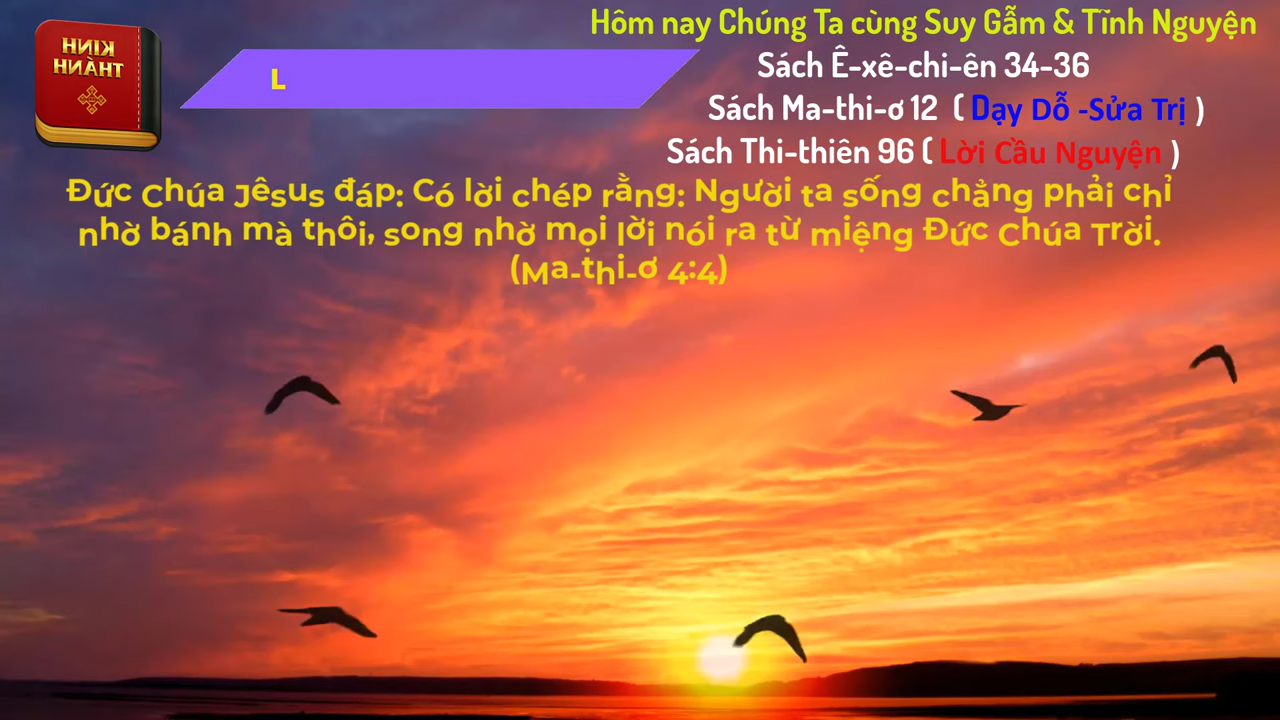 KINH
THÁNH
L
Hôm nay Chúng Ta cùng Suy Gẫm & Tĩnh Nguyện
Sách Ê-xê-chi-ên 34-36
Sách Ma-thi-ơ 12 ( Dạy Dỗ -Sửa Trị )
Sách Thi-thiên 96 ( Lời Cầu Nguyện )
Đức Chúa Jêsus đáp: Có lời chép rằng: Người ta sống chẳng phải chỉ
nhờ bánh mà thôi, song nhờ mọi lời nói ra từ miệng Đức Chúa Trời.
(Ma-thi-ơ 4:4)